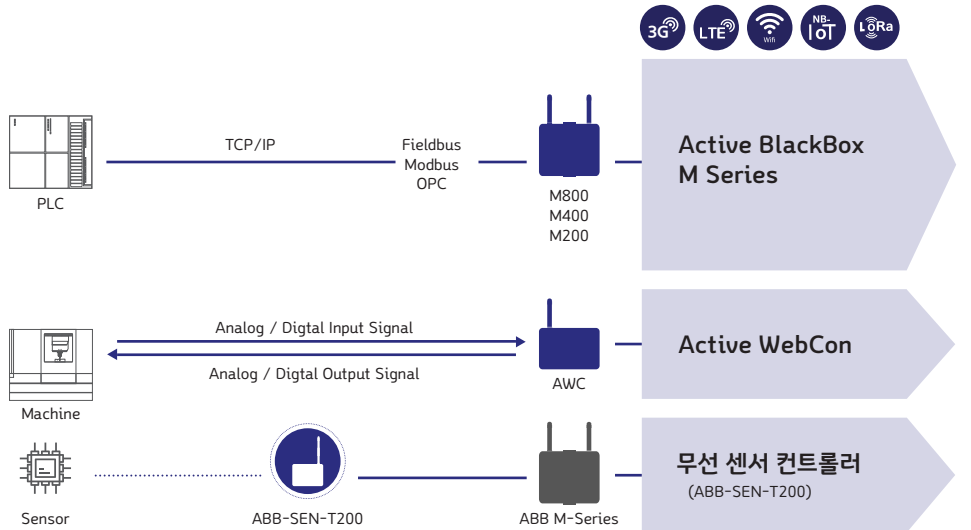 3G
LTE
Wifi
NB-
IoT
LoRa
TCP/IP
Fieldbus
Modbus
OPC
PLC
M800
M400
M200
Active BlackBox
M Series
Analog / Digtal Input Signal
Analog / Digtal Output Signal
Machine
AWC
Active WebCon
Sensor
ABB-SEN-T200
ABB M-Series
무선 센서 컨트롤러
(ABB-SEN-T200)